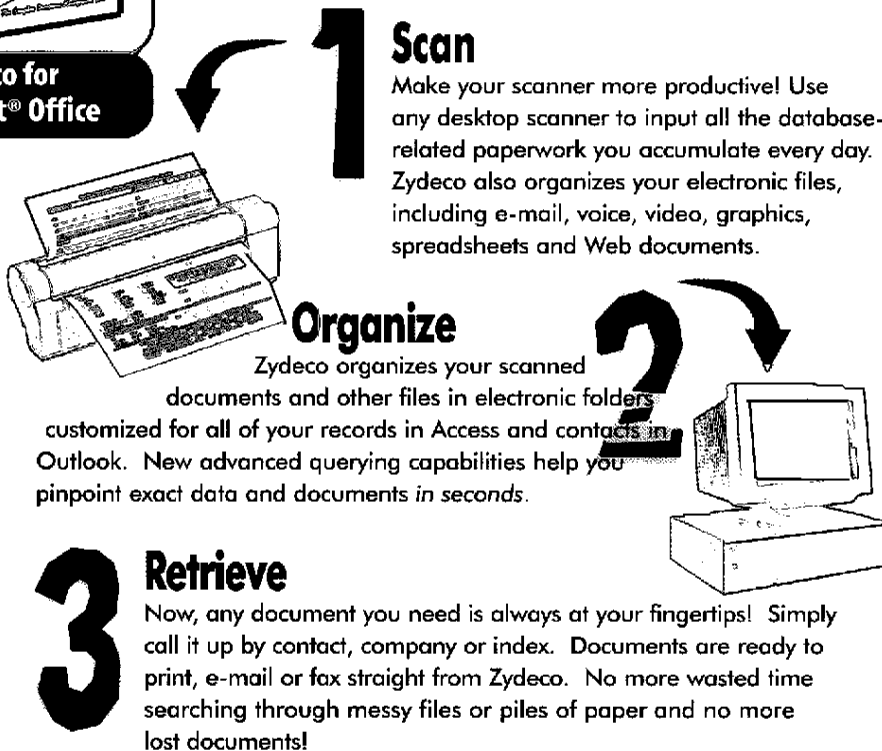 to for
t® Office
1
Scan
Make your scanner more productive! Use
any desktop scanner to input all the database-
related paperwork you accumulate every day.
Zydeco also organizes your electronic files,
including e-mail, voice, video, graphics,
spreadsheets and Web documents.
2
Organize
Zydeco organizes your scanned
documents and other files in electronic folders
customized for all of your records in Access and contacts in
Outlook. New advanced querying capabilities help you
pinpoint exact data and documents in seconds.
3
Retrieve
Now, any document you need is always at your fingertips! Simply
call it up by contact, company or index. Documents are ready to
print, e-mail or fax straight from Zydeco. No more wasted time
searching through messy files or piles of paper and no more
lost documents!